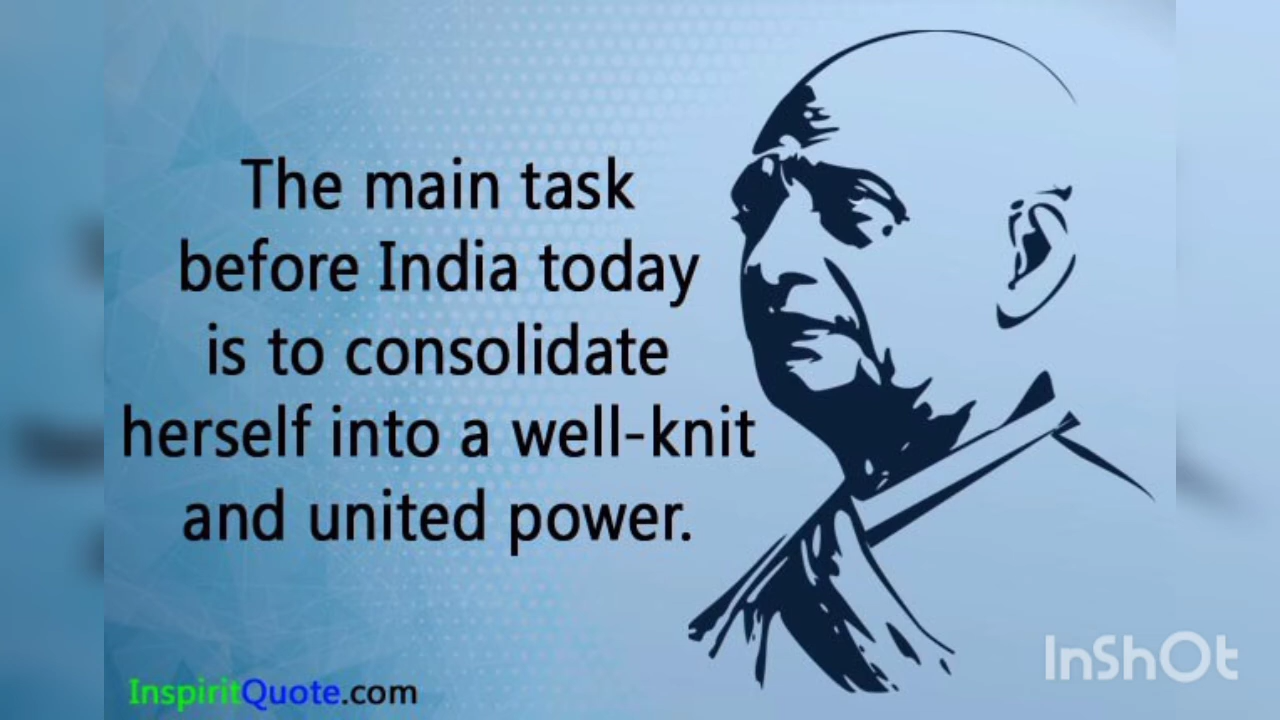 The main task
before India today
is to consolidate
herself into a well-knit
and united power.
InspiritQuote.com
InShOt